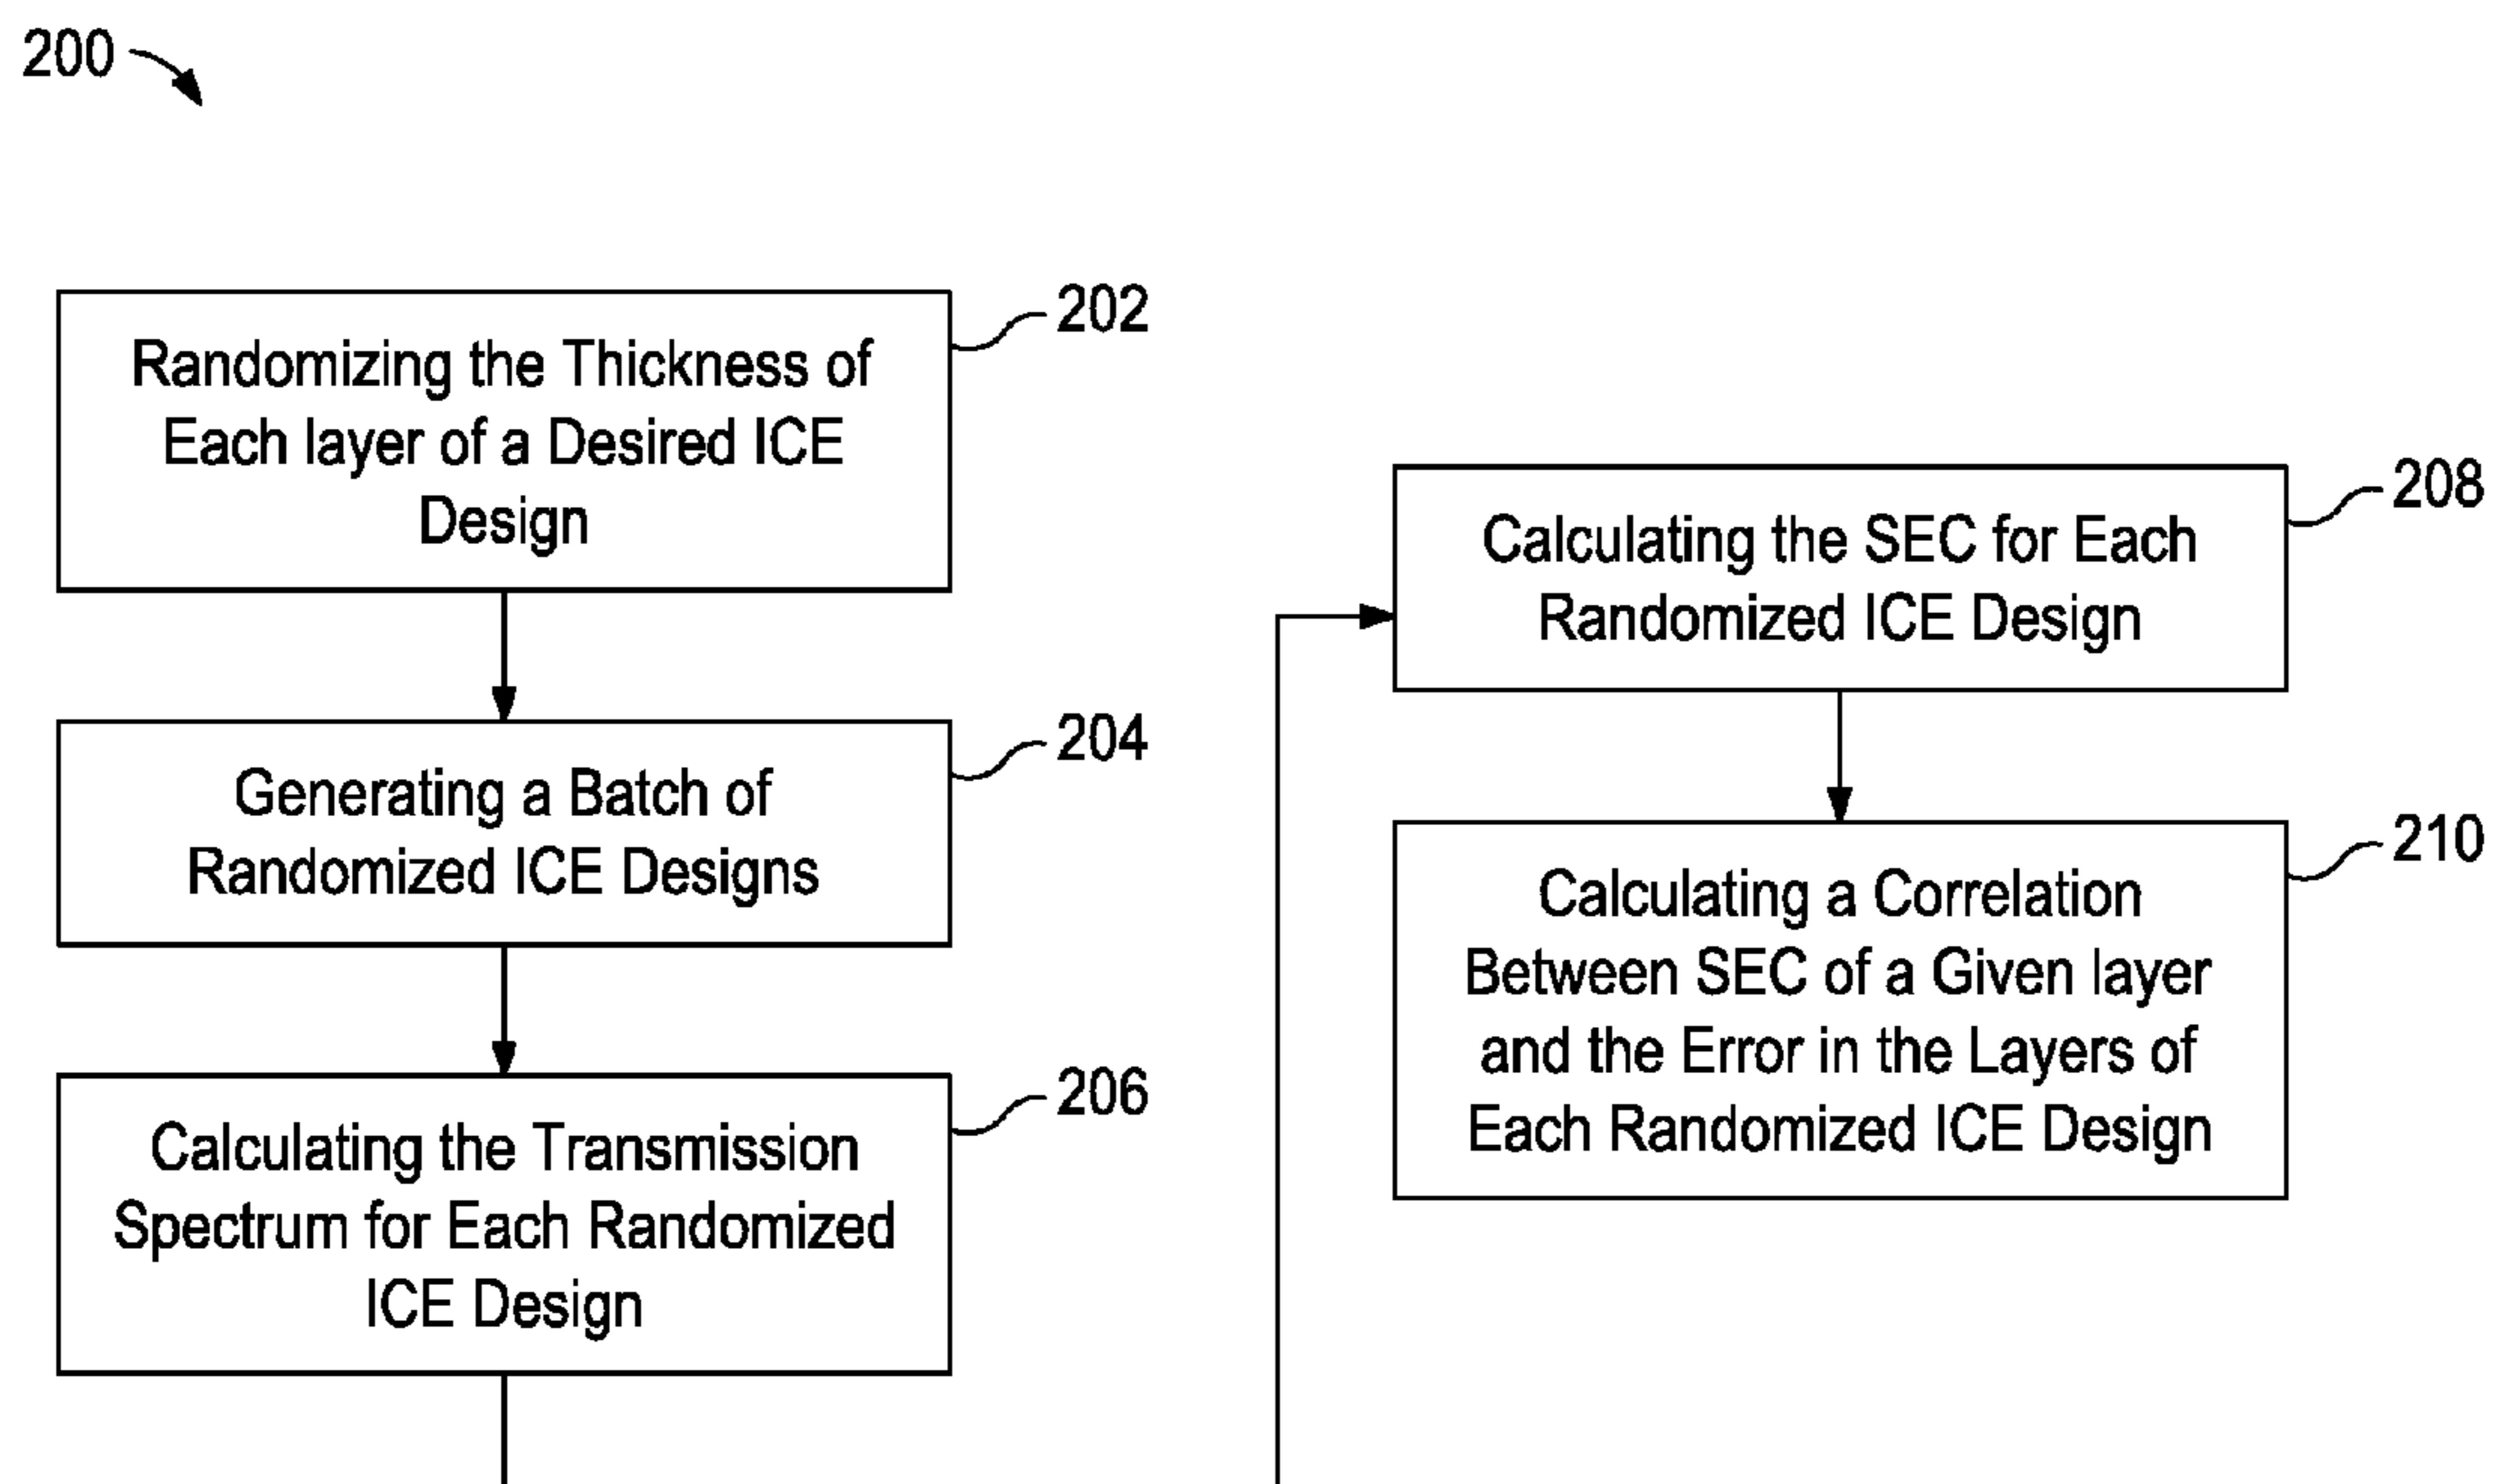 200
202
Randomizing the Thickness of
Each layer of a Desired ICE
Design
204
Generating a Batch of
Randomized ICE Designs
206
Calculating the Transmission
Spectrum for Each Randomized
ICE Design
208
Calculating the SEC for Each
Randomized ICE Design
210
Calculating a Correlation
Between SEC of a Given layer
and the Error in the Layers of
Each Randomized ICE Design